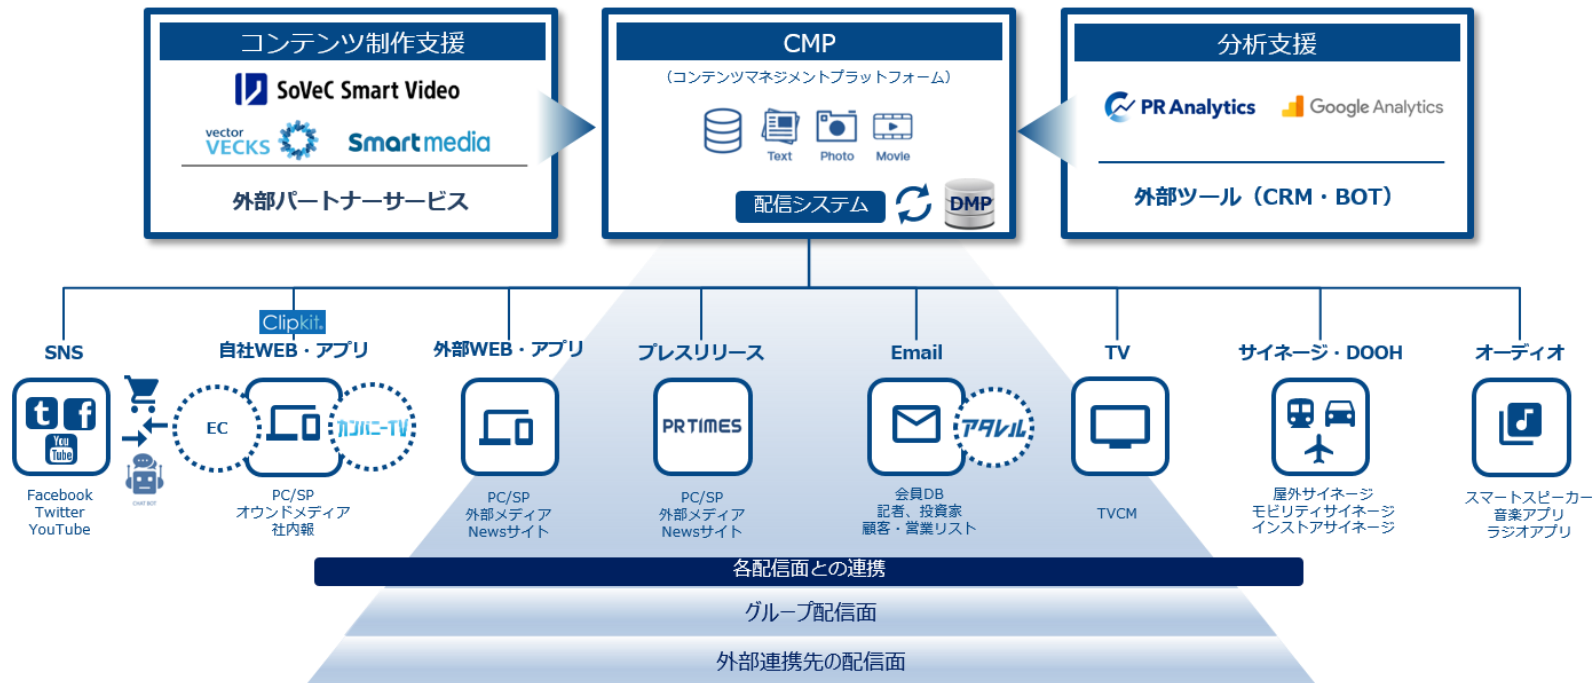 コンテンツ制作支援
SoVeC Smart Video
vector
VECKS
Smartmedia
外部パートナーサービス
CMP
（コンテンツマネジメントプラットフォーム）
Text
Photo
Movie
配信システム
DMP
分析支援
PR Analytics
Google Analytics
外部ツール（CRM・BOT）
SNS
t
f
You
Tube
Facebook
Twitter
YouTube
CHAT BOT
Clipkit.
自社WEB・アプリ
EC
カンパニーTV
PC/SP
オウンドメディア
社内報
外部WEB・アプリ
PC/SP
外部メディア
Newsサイト
プレスリリース
PR TIMES
PC/SP
外部メディア
Newsサイト
Email
アタレル
会員DB
記者、投資家
顧客・営業リスト
TV
TVCM
サイネージ・DOOH
屋外サイネージ
モビリティサイネージ
インストアサイネージ
オーディオ
スマートスピーカー
音楽アプリ
ラジオアプリ
各配信面との連携
グループ配信面
外部連携先の配信面